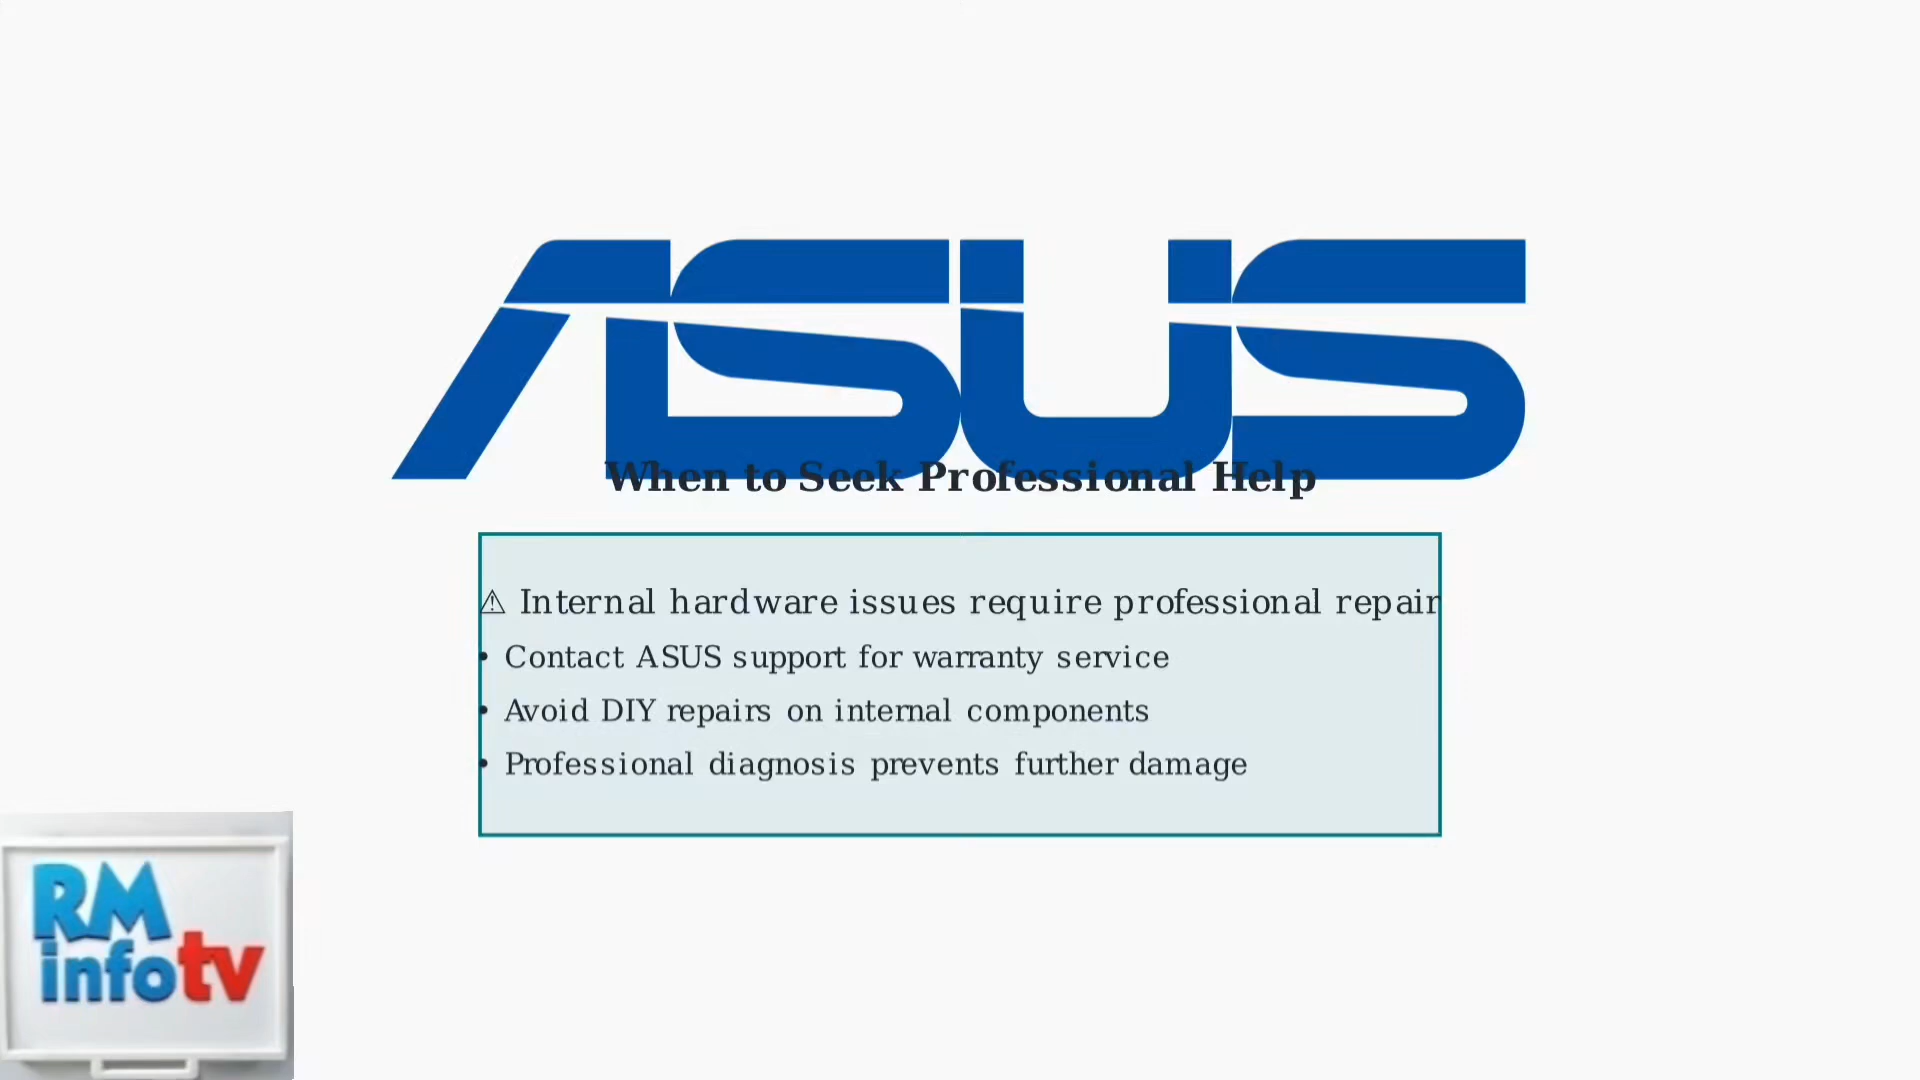 ASUS
When to Seek Professional Help
⚠ Internal hardware issues require professional repair
• Contact ASUS support for warranty service
• Avoid DIY repairs on internal components
• Professional diagnosis prevents further damage
RM
infotv